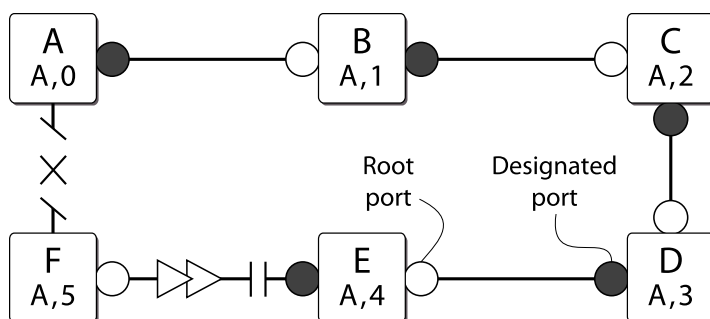 A
A,0
B
A,1
C
A,2
Root
port
Designated
port
F
A,5
E
A,4
D
A,3